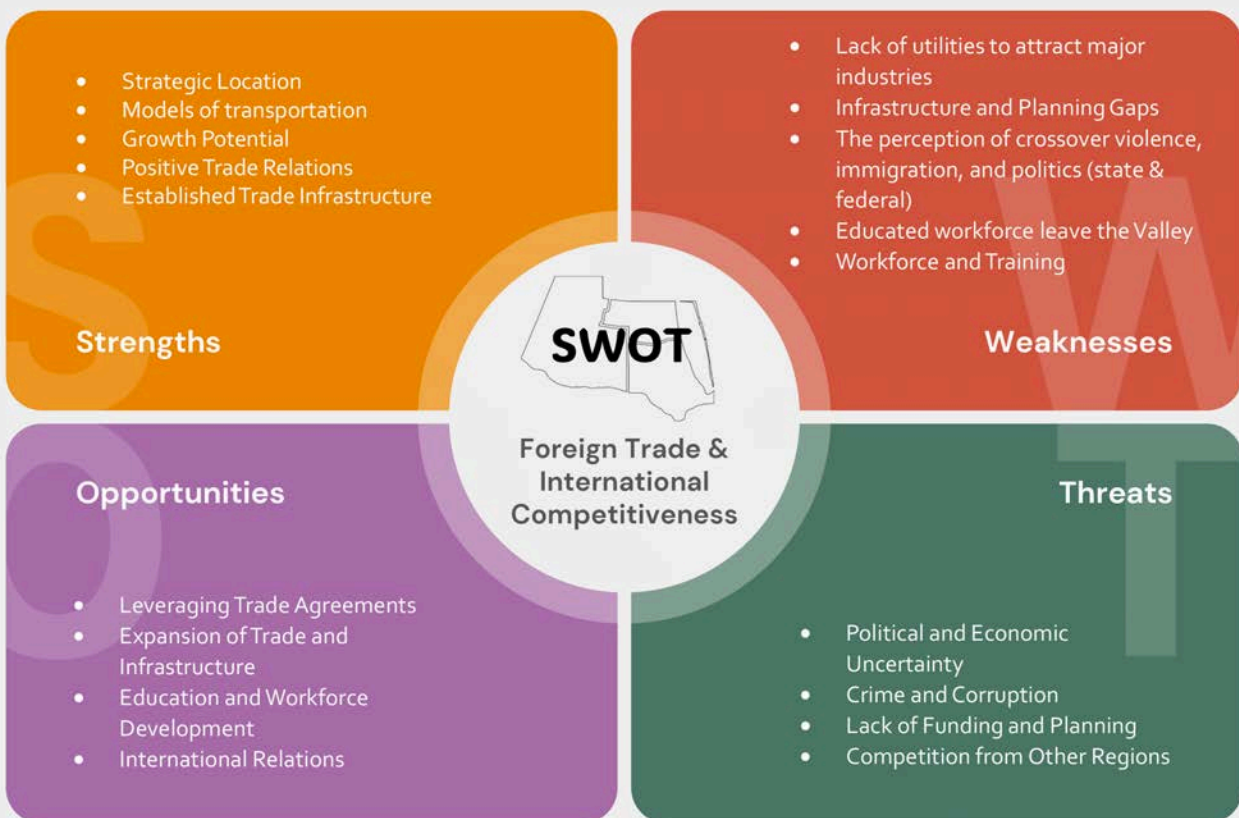 • Strategic Location
• Models of transportation
• Growth Potential
• Positive Trade Relations
• Established Trade Infrastructure
S
Strengths
• Lack of utilities to attract major
industries
• Infrastructure and Planning Gaps
• The perception of crossover violence,
immigration, and politics (state &
federal)
• Educated workforce leave the Valley
• Workforce and Training
W
Weaknesses
SWOT
Foreign Trade &
International
Competitiveness
O
Opportunities
• Leveraging Trade Agreements
• Expansion of Trade and
Infrastructure
• Education and Workforce
Development
• International Relations
T
Threats
• Political and Economic
Uncertainty
• Crime and Corruption
• Lack of Funding and Planning
• Competition from Other Regions